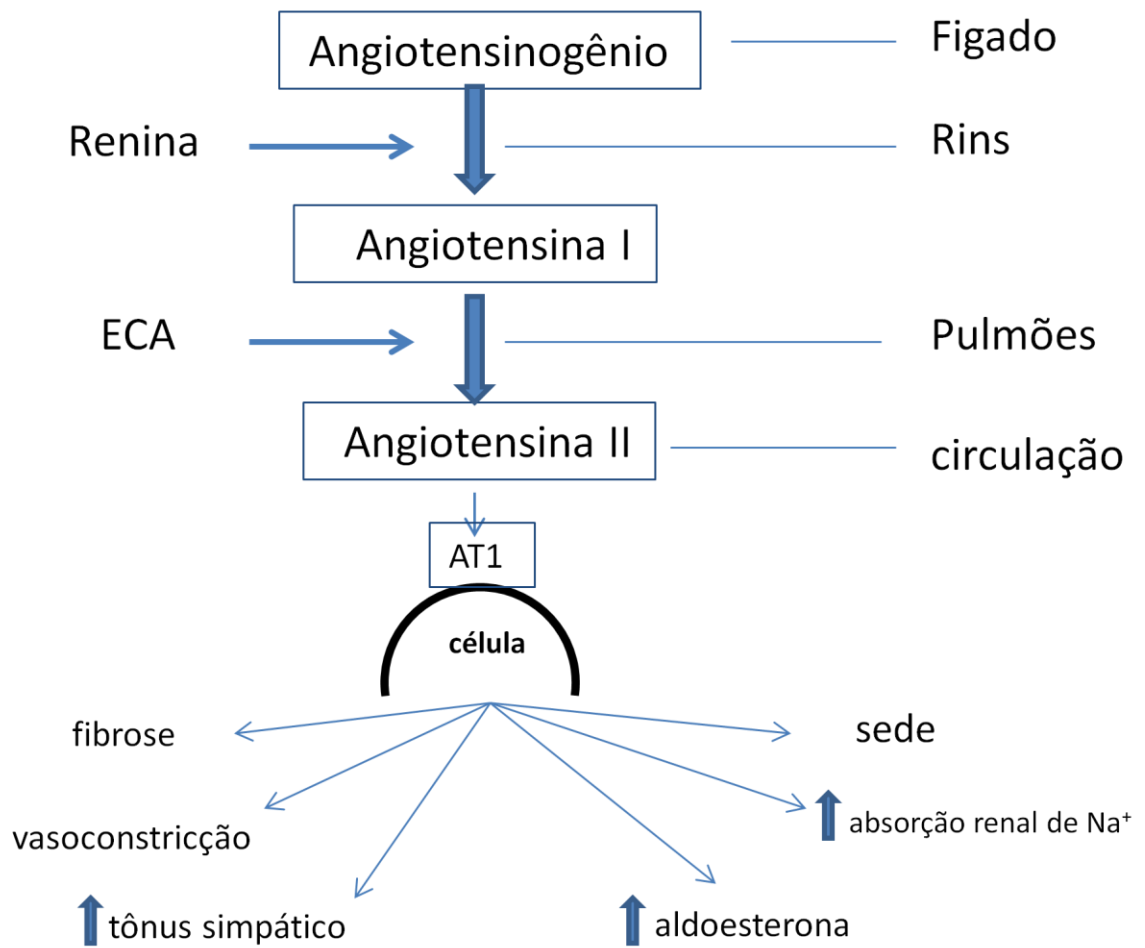 Angiotensinogênio
Figado
Renina
Rins
Angiotensina I
ECA
Pulmões
Angiotensina II
circulação
AT1
célula
fibrose
sede
vasoconstricção
absorção renal de Na⁺
tônus simpático
aldoesterona